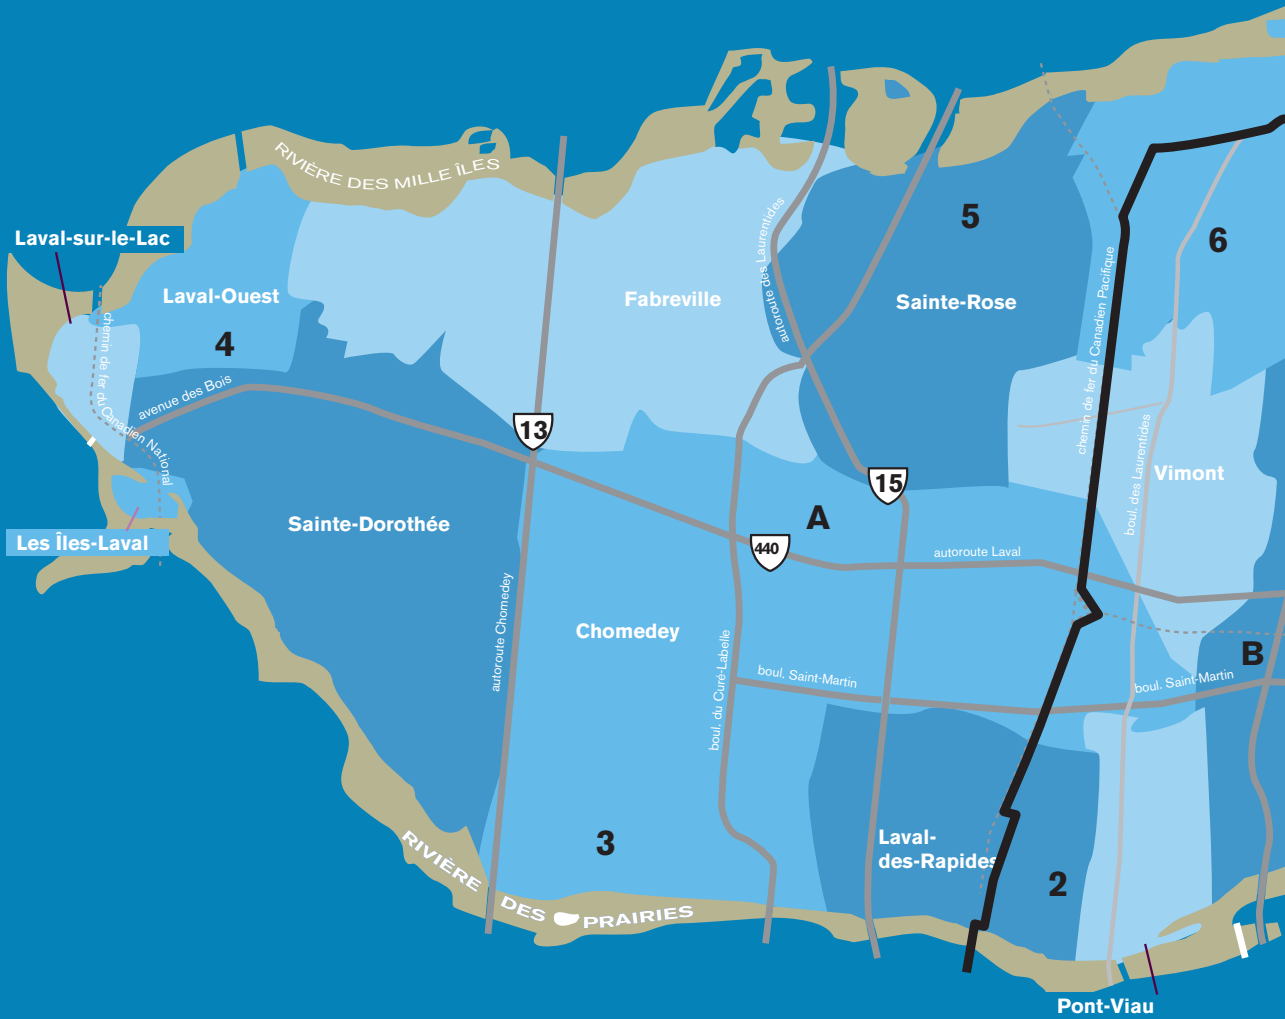 RIVIÈRE DES MILLE ÎLES
Laval-sur-le-Lac
Laval-Ouest
4
chemin de fer du Canadien National
avenue des Bois
Les Îles-Laval
Sainte-Dorothée
13
autoroute Chomedey
Fabreville
autoroute des Laurentides
autoroute des Laurentides
5
Sainte-Rose
6
chemin de fer du Canadien Pacifique
boul. des Laurentides
Vimont
15
A
440
autoroute Laval
Chomedey
boul. du Curé-Labelle
boul. Saint-Martin
boul. Saint-Martin
B
3
Laval-
des-Rapides
2
RIVIÈRE
DES
PRAIRIES
Pont-Viau